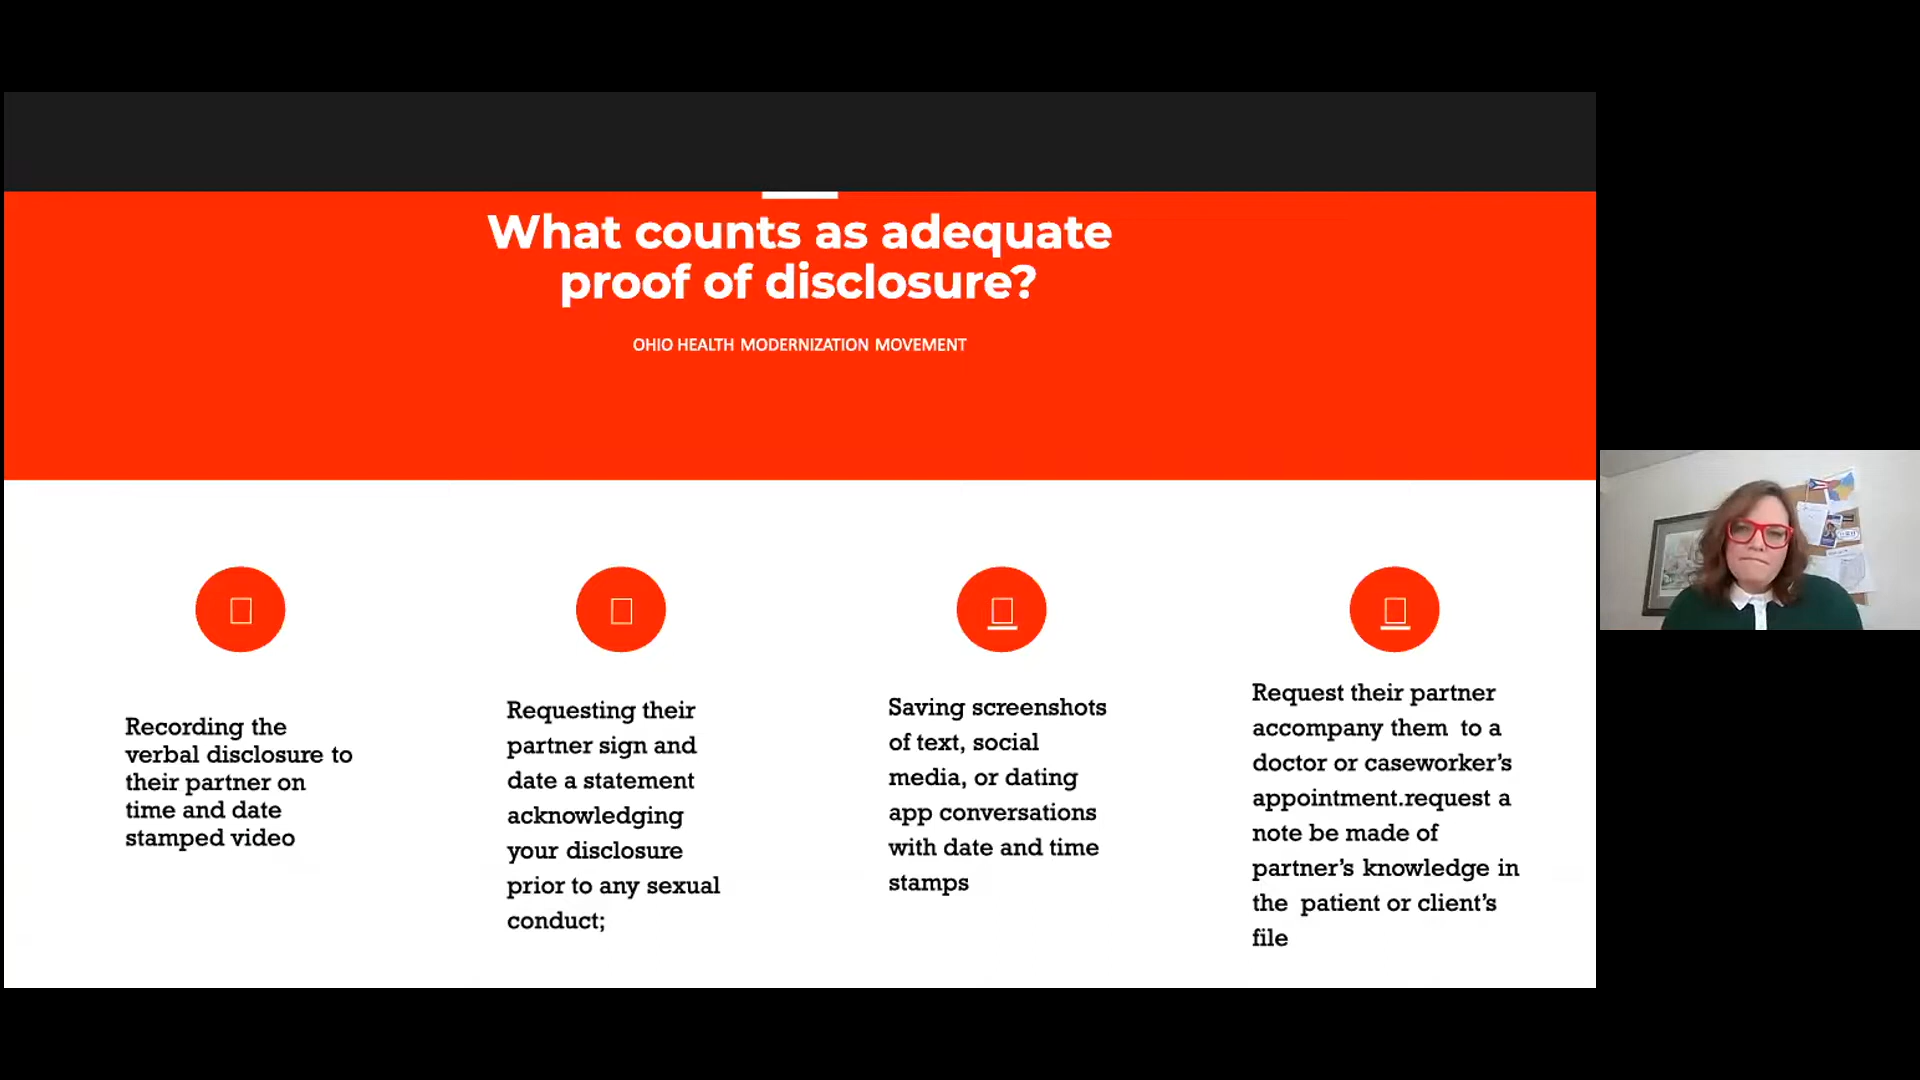 What counts as adequate
proof of disclosure?
OHIO HEALTH MODERNIZATION MOVEMENT
Recording the
verbal disclosure to
their partner on
time and date
stamped video
Requesting their
partner sign and
date a statement
acknowledging
your disclosure
prior to any sexual
conduct;
Saving screenshots
of text, social
media, or dating
app conversations
with date and time
stamps
Request their partner
accompany them  to a
doctor or caseworker’s
appointment.request a
note be made of
partner’s knowledge in
the  patient or client’s
file